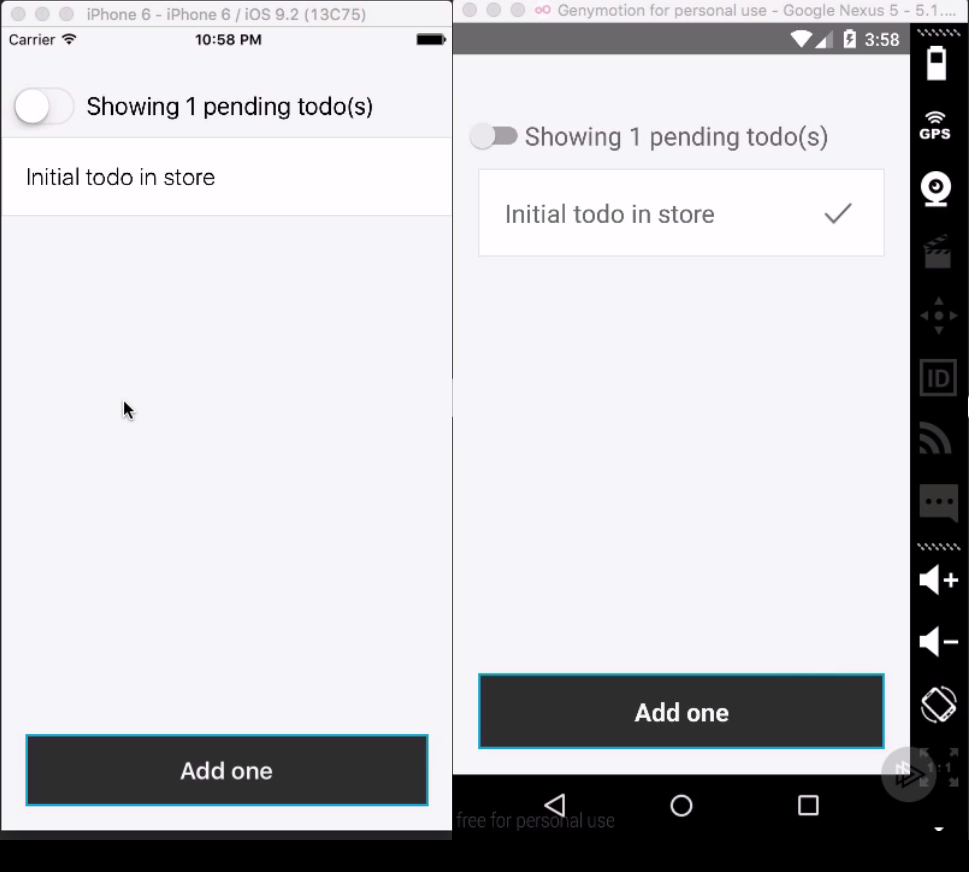 iPhone 6 - iPhone 6 / iOS 9.2 (13C75)
Carrier
10:58 PM
Showing 1 pending todo(s)
Initial todo in store
Add one
Genymotion for personal use - Google Nexus 5 - 5.1....
3:58
Showing 1 pending todo(s)
Initial todo in store
Add one
free for personal use
GPS
ID
1:1